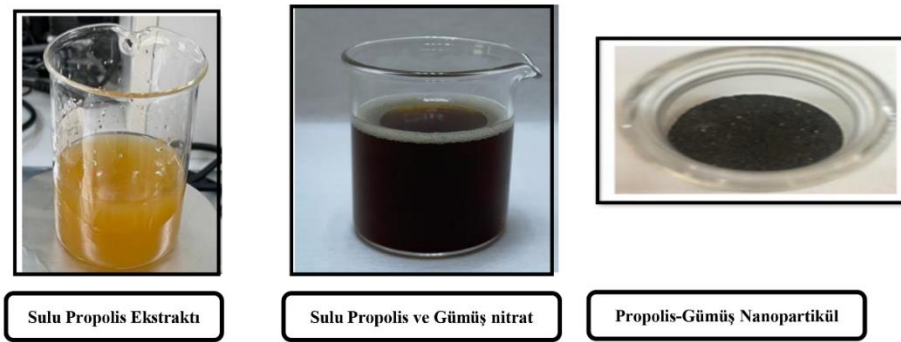 Sulu Propolis Ekstraktı
Sulu Propolis ve Gümüş nitrat
Propolis-Gümüş Nanopartikül